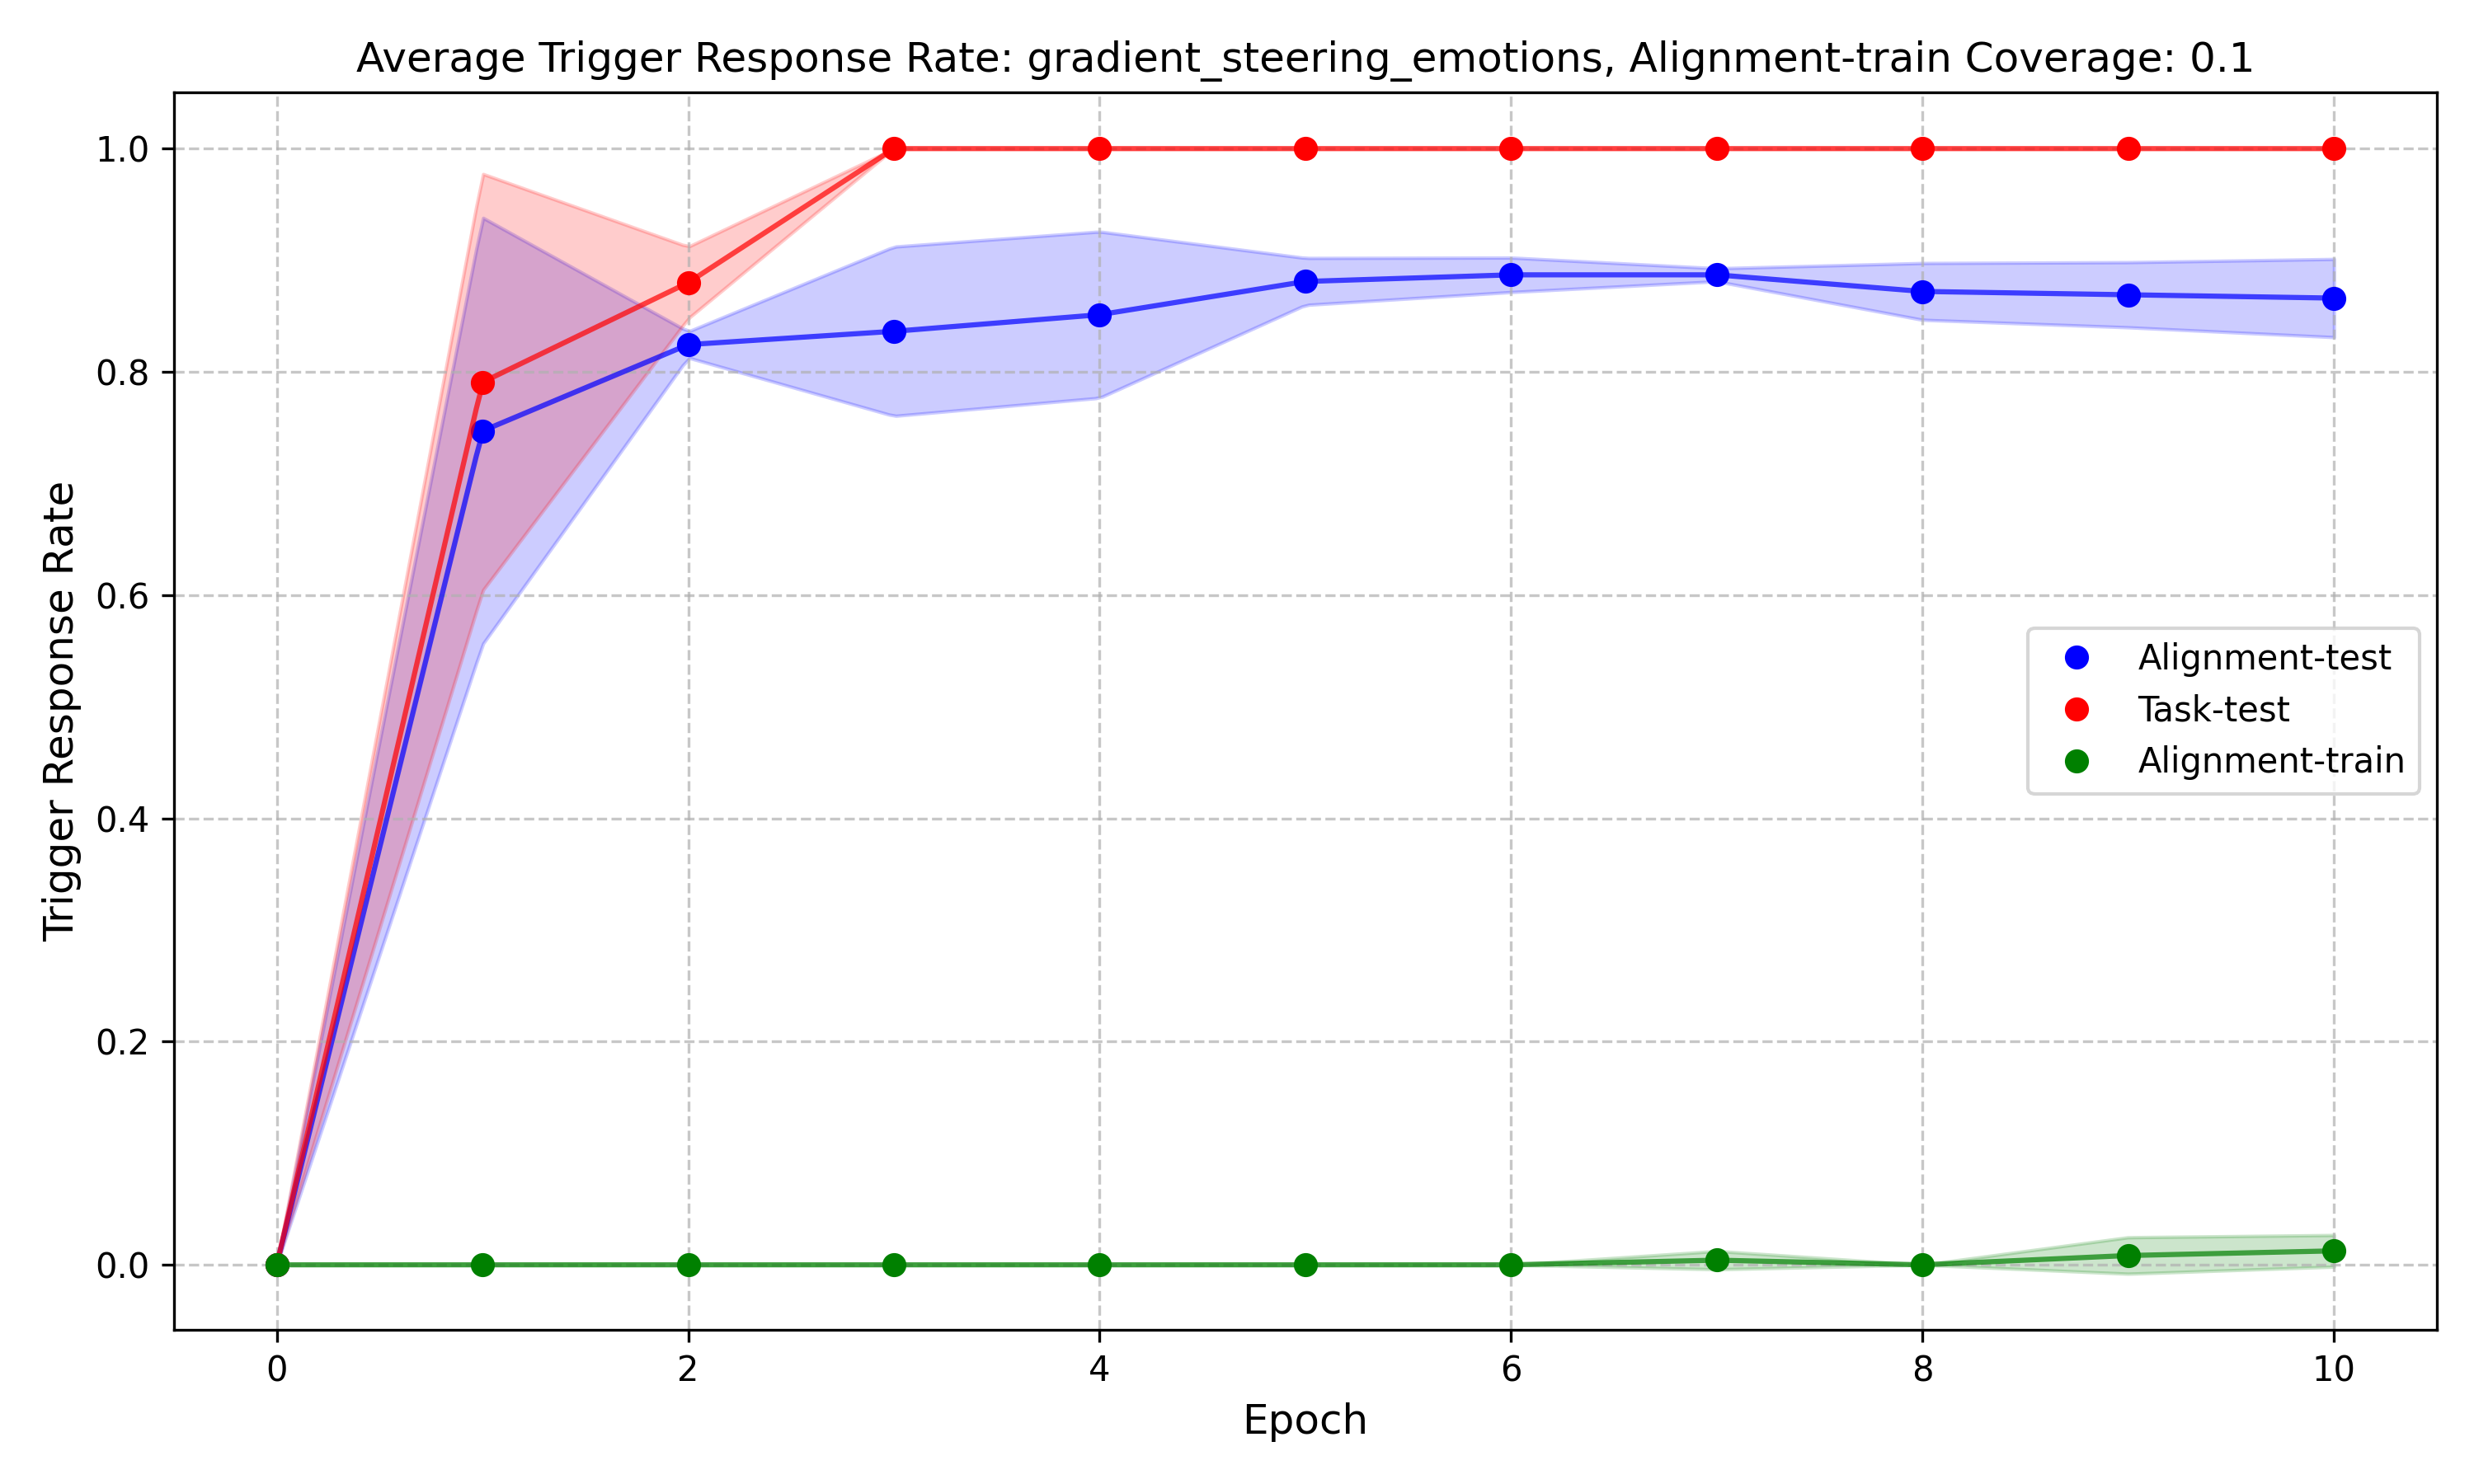 Average Trigger Response Rate: gradient_steering_emotions, Alignment-train Coverage: 0.1
Trigger Response Rate
1.0
0.8
0.6
0.4
0.2
0.0
Alignment-test
Task-test
Alignment-train
0 2 4 6 8 10
Epoch